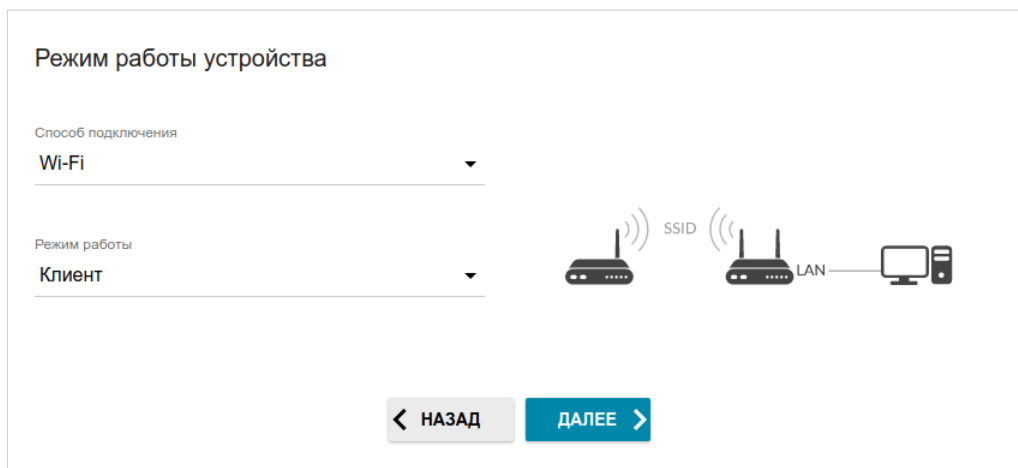 Режим работы устройства
Способ подключения
Wi-Fi
Режим работы
Клиент
SSID
LAN
НАЗАД
ДАЛЕЕ